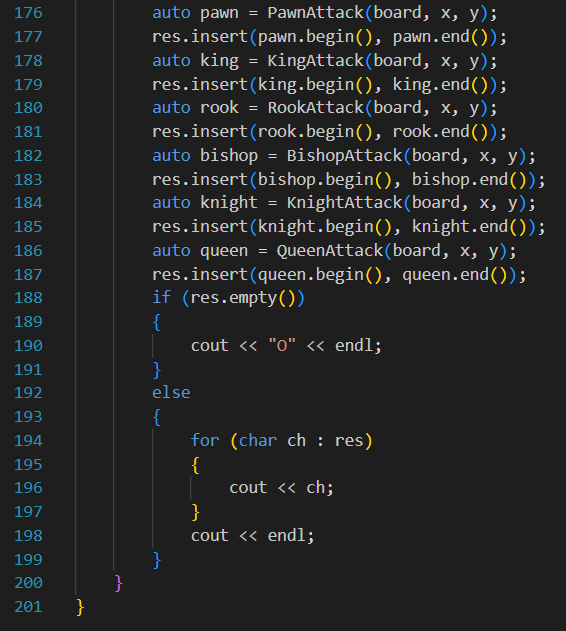 176 auto pawn = PawnAttack(board, x, y);
177 res.insert(pawn.begin(), pawn.end());
178 auto king = KingAttack(board, x, y);
179 res.insert(king.begin(), king.end());
180 auto rook = RookAttack(board, x, y);
181 res.insert(rook.begin(), rook.end());
182 auto bishop = BishopAttack(board, x, y);
183 res.insert(bishop.begin(), bishop.end());
184 auto knight = KnightAttack(board, x, y);
185 res.insert(knight.begin(), knight.end());
186 auto queen = QueenAttack(board, x, y);
187 res.insert(queen.begin(), queen.end());
188 if (res.empty())
189 {
190 cout << "O" << endl;
191 }
192 else
193 {
194 for (char ch : res)
195 {
196 cout << ch;
197 }
198 cout << endl;
199 }
200 }
201 }